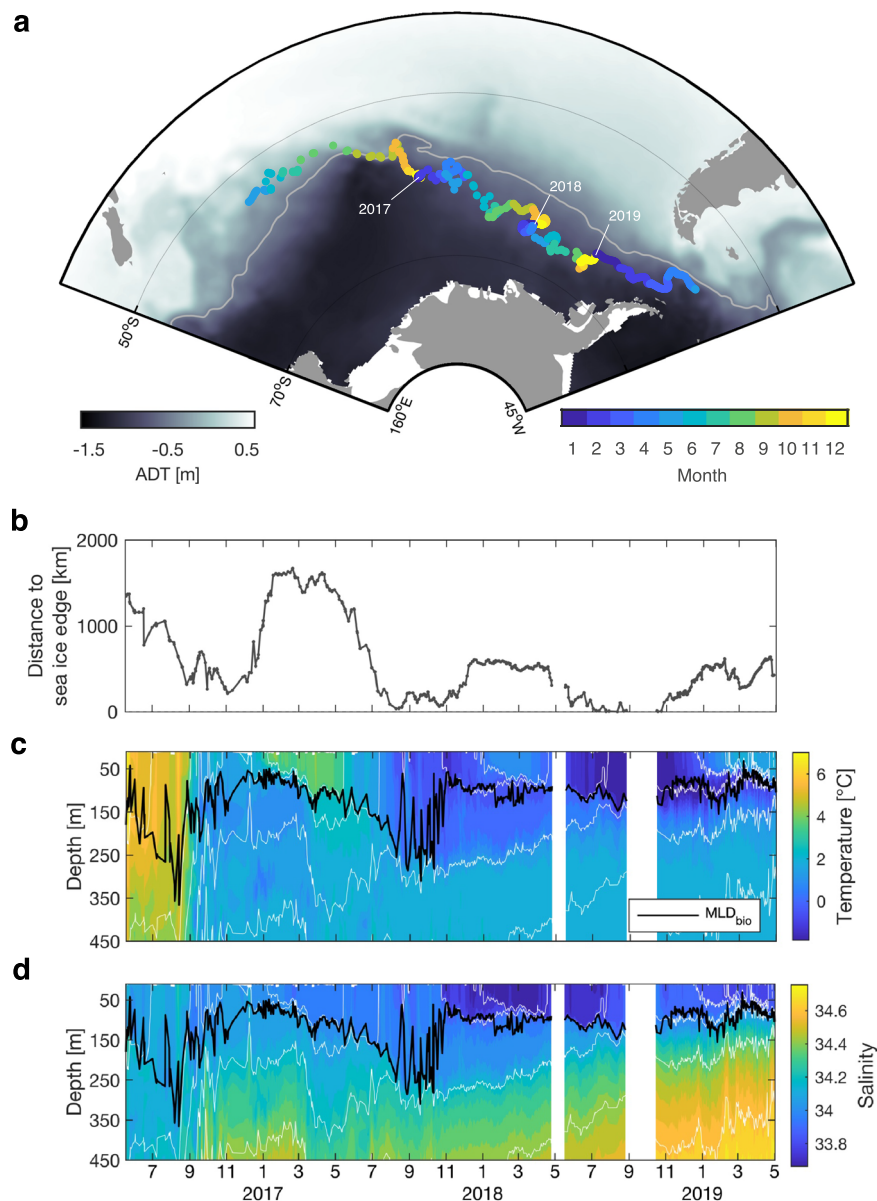 a
2017
2018
2019
50°S
70°S
160°E
45°W
-1.5 -0.5 0.5
ADT [m]
1 2 3 4 5 6 7 8 9 10 11 12
Month
b
2000
1000
0
Distance to
sea ice edge [km]
c
50
150
250
350
450
Depth [m]
MLDbio
6
4
2
0
Temperature [°C]
d
50
150
250
350
450
Depth [m]
34.6
34.4
34.2
34
33.8
Salinity
7 9 11 1 3 5 7 9 11 1 3 5 7 9 11 1 3 5
2017 2018 2019